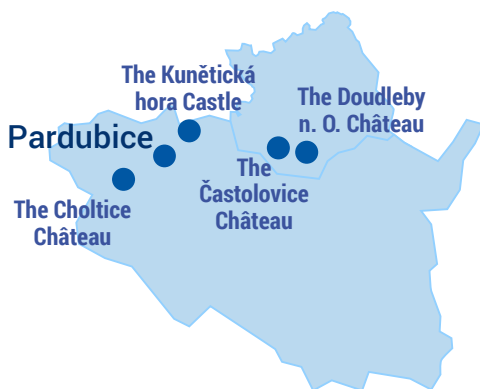 The Kunětická
hora Castle
The Doudleby
n. O. Château
Pardubice
The
Častolovice
Château
The Choltice
Château